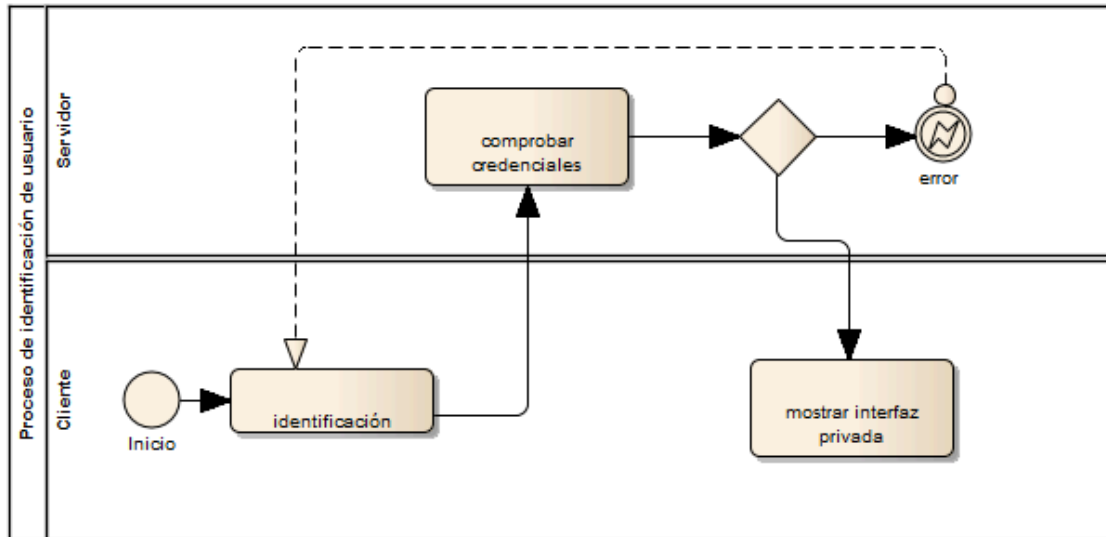 Proceso de identificación de usuario
Servidor
comprobar
credenciales
error
Cliente
Inicio
identificación
mostrar interfaz
privada